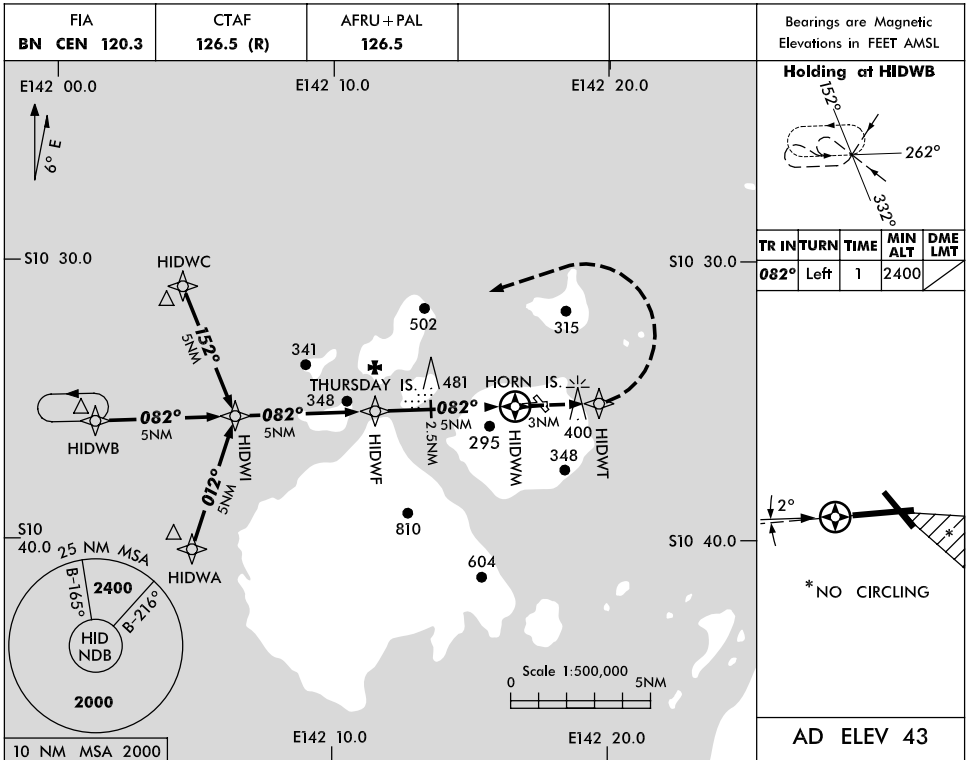 FIA
BN CEN 120.3
CTAF
126.5 (R)
AFRU + PAL
126.5
Bearings are Magnetic
Elevations in FEET AMSL
E142 00.0
E142 10.0
E142 20.0
6° E
Holding at HIDWB
152°
262°
332°
TR IN
TURN
TIME
MIN ALT
DME LMT
082°
Left
1
2400
S10 30.0
S10 30.0
HIDWC
152°
5NM
502
315
341
THURSDAY IS.
481
HORN IS.
348
HIDWB
082°
5NM
HIDWI
082°
5NM
HIDWF
2.5NM
082°
5NM
295
HIDWM
3NM
400
HIDWT
348
012°
5NM
HIDWA
810
604
S10
40.0
S10 40.0
25 NM MSA
B-165°
2400
B-216°
HID
NDB
2000
10 NM MSA 2000
Scale 1:500,000
0
5NM
E142 10.0
E142 20.0
2°
*
*NO CIRCLING
AD ELEV 43